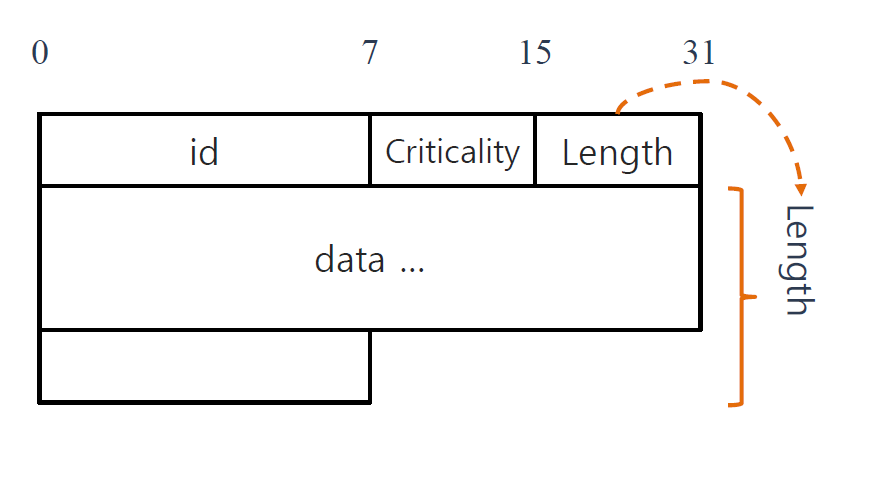 0 7 15 31
id Criticality Length
data ...
Length